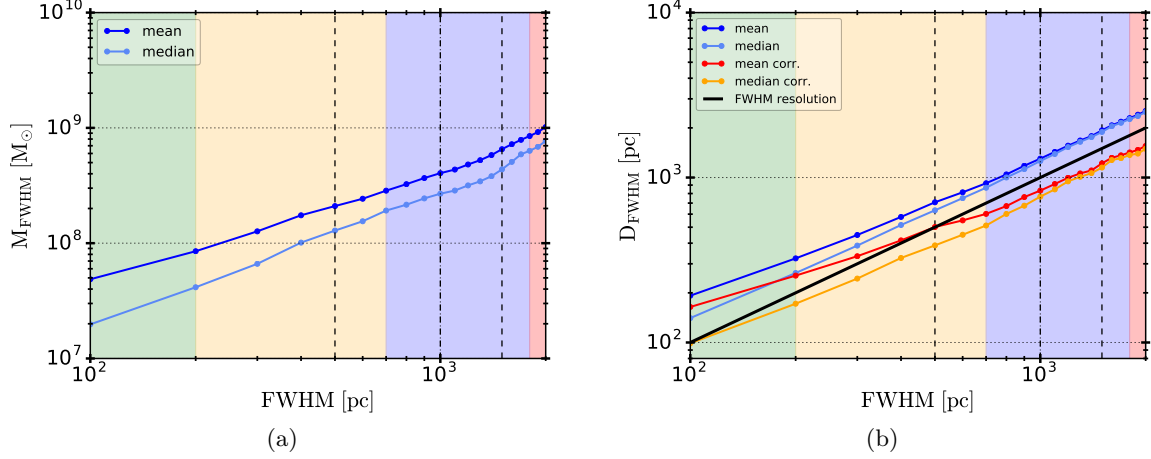 mean
median
10^10
10^9
10^8
10^7
M_FWHM [M_⊙]
10^2
10^3
FWHM [pc]
(a)
mean
median
mean corr.
median corr.
FWHM resolution
10^4
10^3
10^2
D_FWHM [pc]
10^2
10^3
FWHM [pc]
(b)